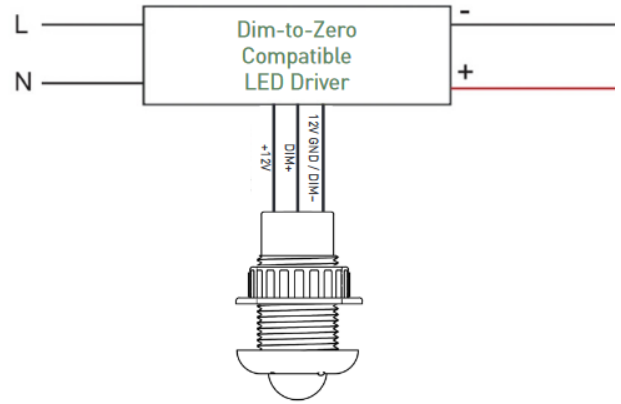 L
N
Dim-to-Zero
Compatible
LED Driver
-
+
+12V
DIM+
12V GND / DIM-